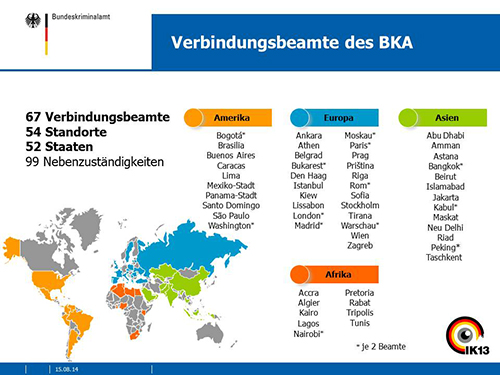 Bundeskriminalamt
Verbindungsbeamte des BKA
67 Verbindungsbeamte
54 Standorte
52 Staaten
99 Nebenzuständigkeiten
Amerika
Bogotá*
Brasilia
Buenos Aires
Caracas
Lima
Mexiko-Stadt
Panama-Stadt
Santo Domingo
São Paulo
Washington*
Europa
Ankara
Athen
Belgrad
Bukarest*
Den Haag
Istanbul
Kiew
Lissabon
London*
Madrid*
Moskau*
Paris*
Prag
Priština
Riga
Rom*
Sofia
Stockholm
Tirana
Warschau*
Wien
Zagreb
Asien
Abu Dhabi
Amman
Astana
Bangkok*
Beirut
Islamabad
Jakarta
Kabul*
Maskat
Neu Delhi
Riad
Peking*
Taschkent
Afrika
Accra
Algier
Kairo
Lagos
Nairobi*
Pretoria
Rabat
Tripolis
Tunis
* je 2 Beamte
IK13
15.08.14